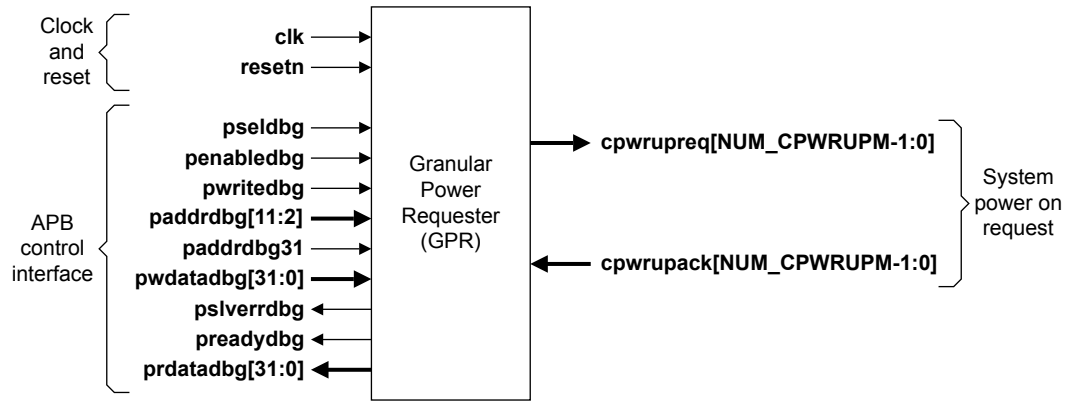 Clock
and
reset
clk
resetn
APB
control
interface
pseldbg
penabledbg
pwritedbg
paddrdbg[11:2]
paddrdbg31
pwdatadbg[31:0]
pslverrdbg
preadydbg
prdatadbg[31:0]
Granular
Power
Requester
(GPR)
cpwrupreq[NUM_CPWRUPM-1:0]
cpwrupack[NUM_CPWRUPM-1:0]
System
power on
request